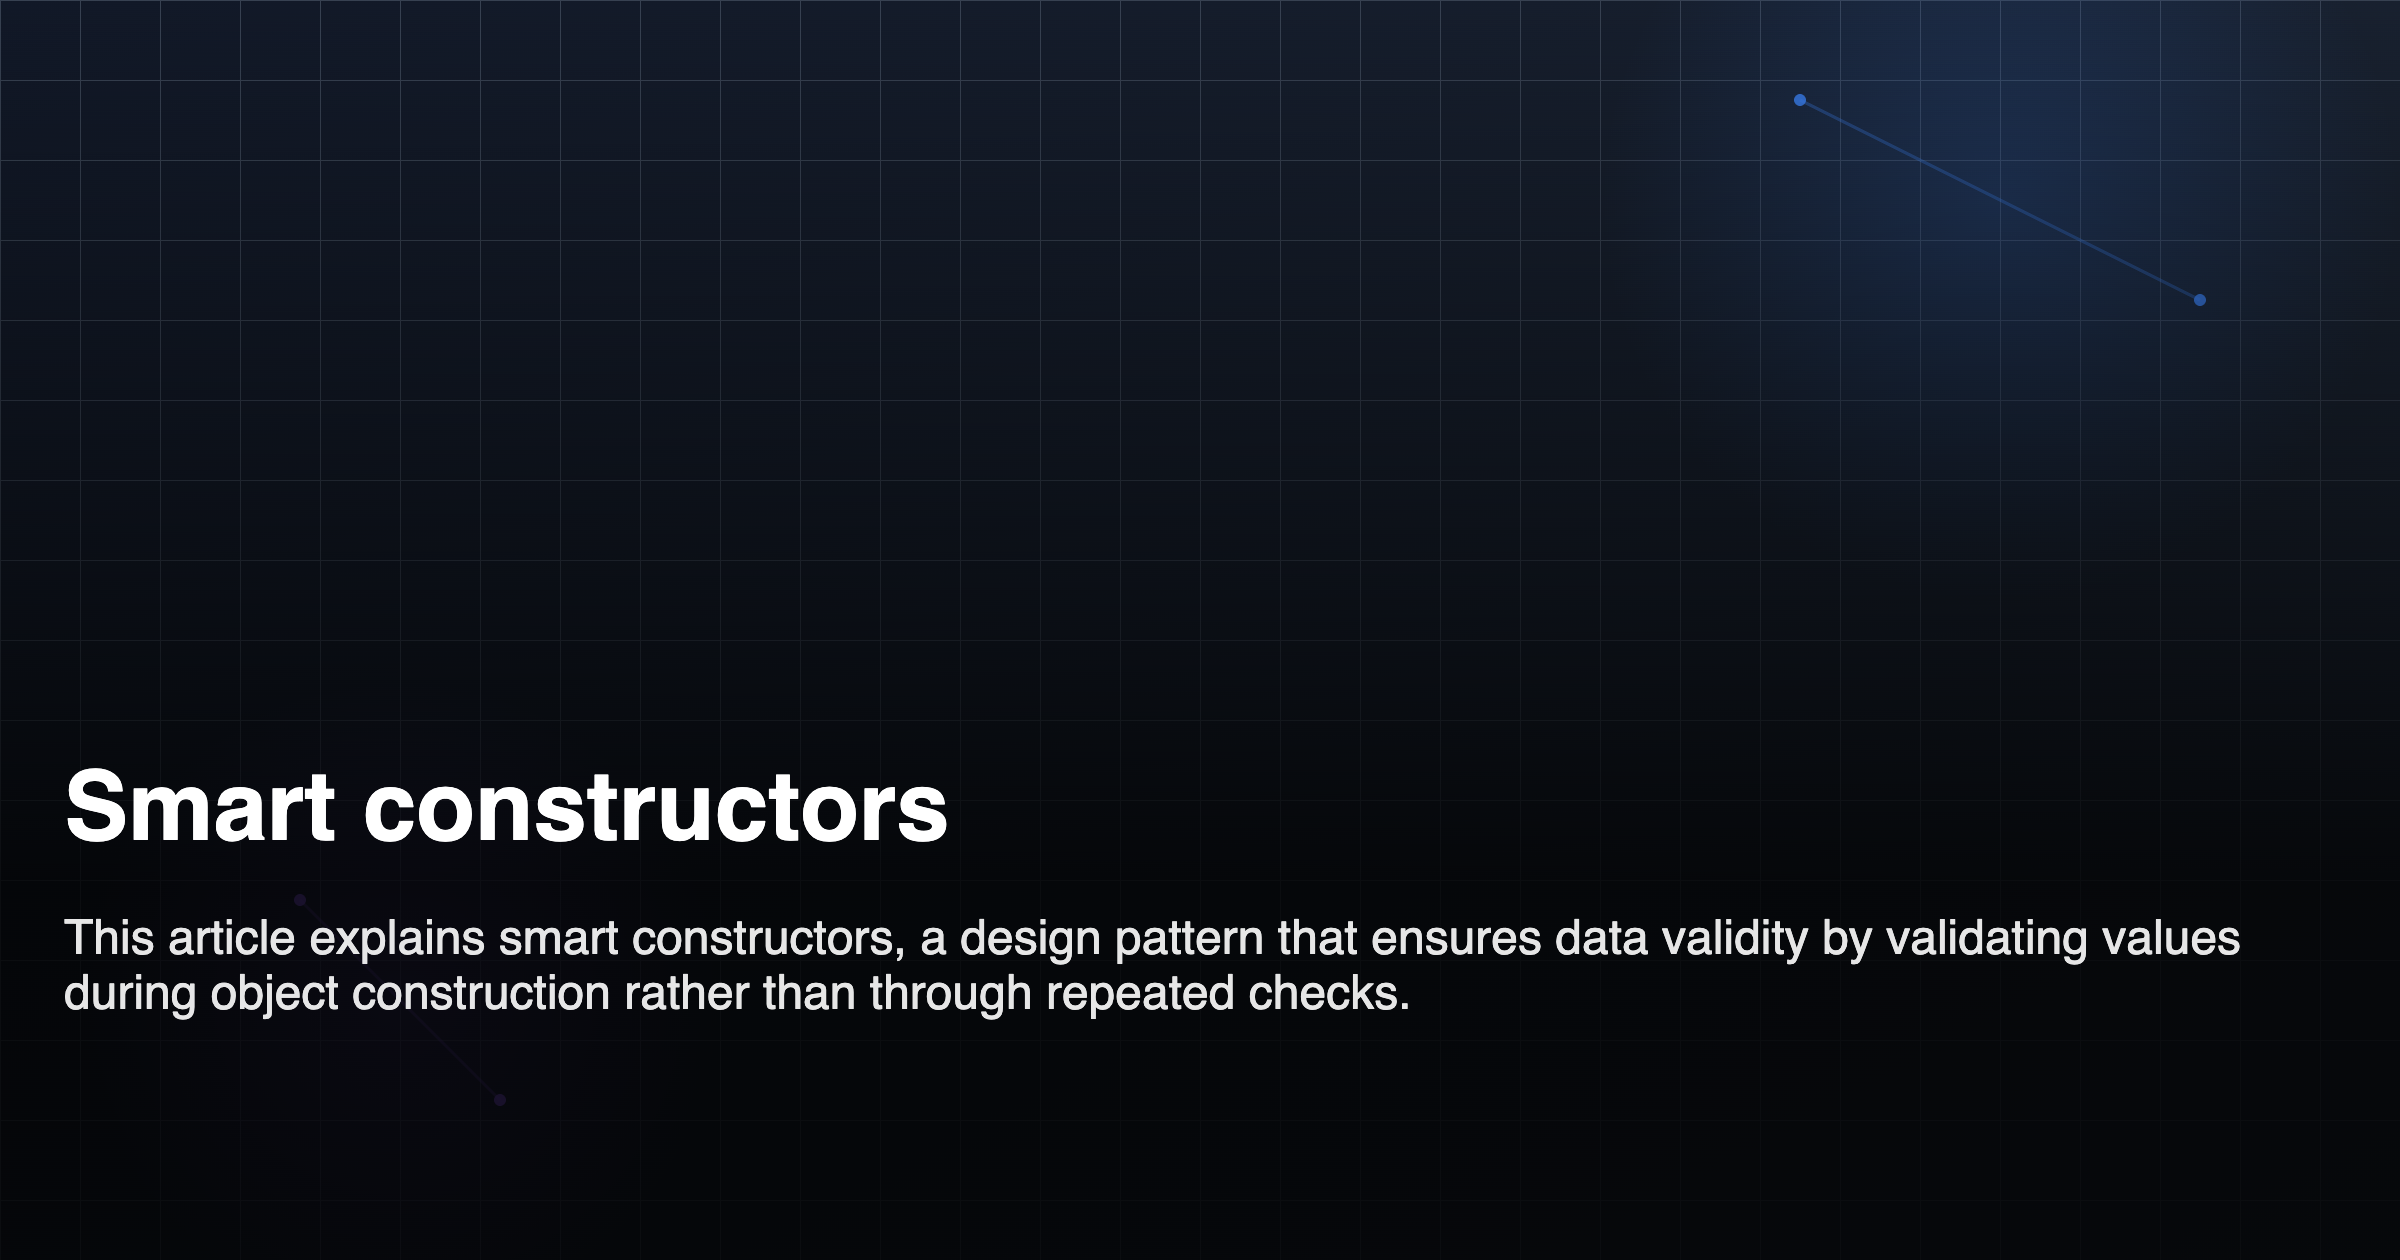 Smart constructors
This article explains smart constructors, a design pattern that ensures data validity by validating values
during object construction rather than through repeated checks.